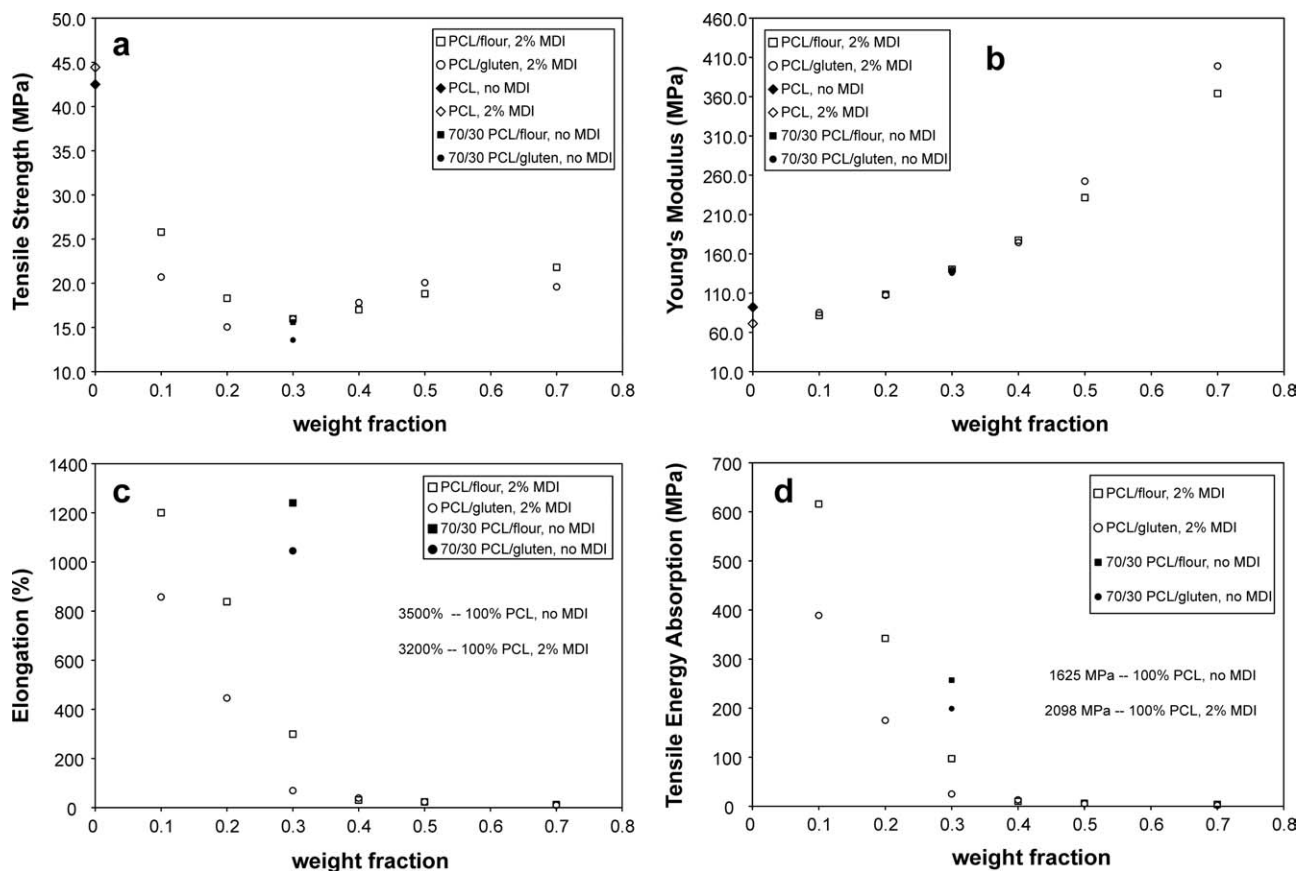 a
50.0
45.0
40.0
35.0
30.0
25.0
20.0
15.0
10.0
Tensile Strength (MPa)
PCL/flour, 2% MDI
PCL/gluten, 2% MDI
PCL, no MDI
PCL, 2% MDI
70/30 PCL/flour, no MDI
70/30 PCL/gluten, no MDI
0 0.1 0.2 0.3 0.4 0.5 0.6 0.7 0.8
weight fraction
b
460.0
410.0
360.0
310.0
260.0
210.0
160.0
110.0
60.0
10.0
Young's Modulus (MPa)
PCL/flour, 2% MDI
PCL/gluten, 2% MDI
PCL, no MDI
PCL, 2% MDI
70/30 PCL/flour, no MDI
70/30 PCL/gluten, no MDI
0 0.1 0.2 0.3 0.4 0.5 0.6 0.7 0.8
weight fraction
c
1400
1200
1000
800
600
400
200
0
Elongation (%)
PCL/flour, 2% MDI
PCL/gluten, 2% MDI
70/30 PCL/flour, no MDI
70/30 PCL/gluten, no MDI
3500% -- 100% PCL, no MDI
3200% -- 100% PCL, 2% MDI
0 0.1 0.2 0.3 0.4 0.5 0.6 0.7 0.8
weight fraction
d
700
600
500
400
300
200
100
0
Tensile Energy Absorption (MPa)
PCL/flour, 2% MDI
PCL/gluten, 2% MDI
70/30 PCL/flour, no MDI
70/30 PCL/gluten, no MDI
1625 MPa -- 100% PCL, no MDI
2098 MPa -- 100% PCL, 2% MDI
0 0.1 0.2 0.3 0.4 0.5 0.6 0.7 0.8
weight fraction